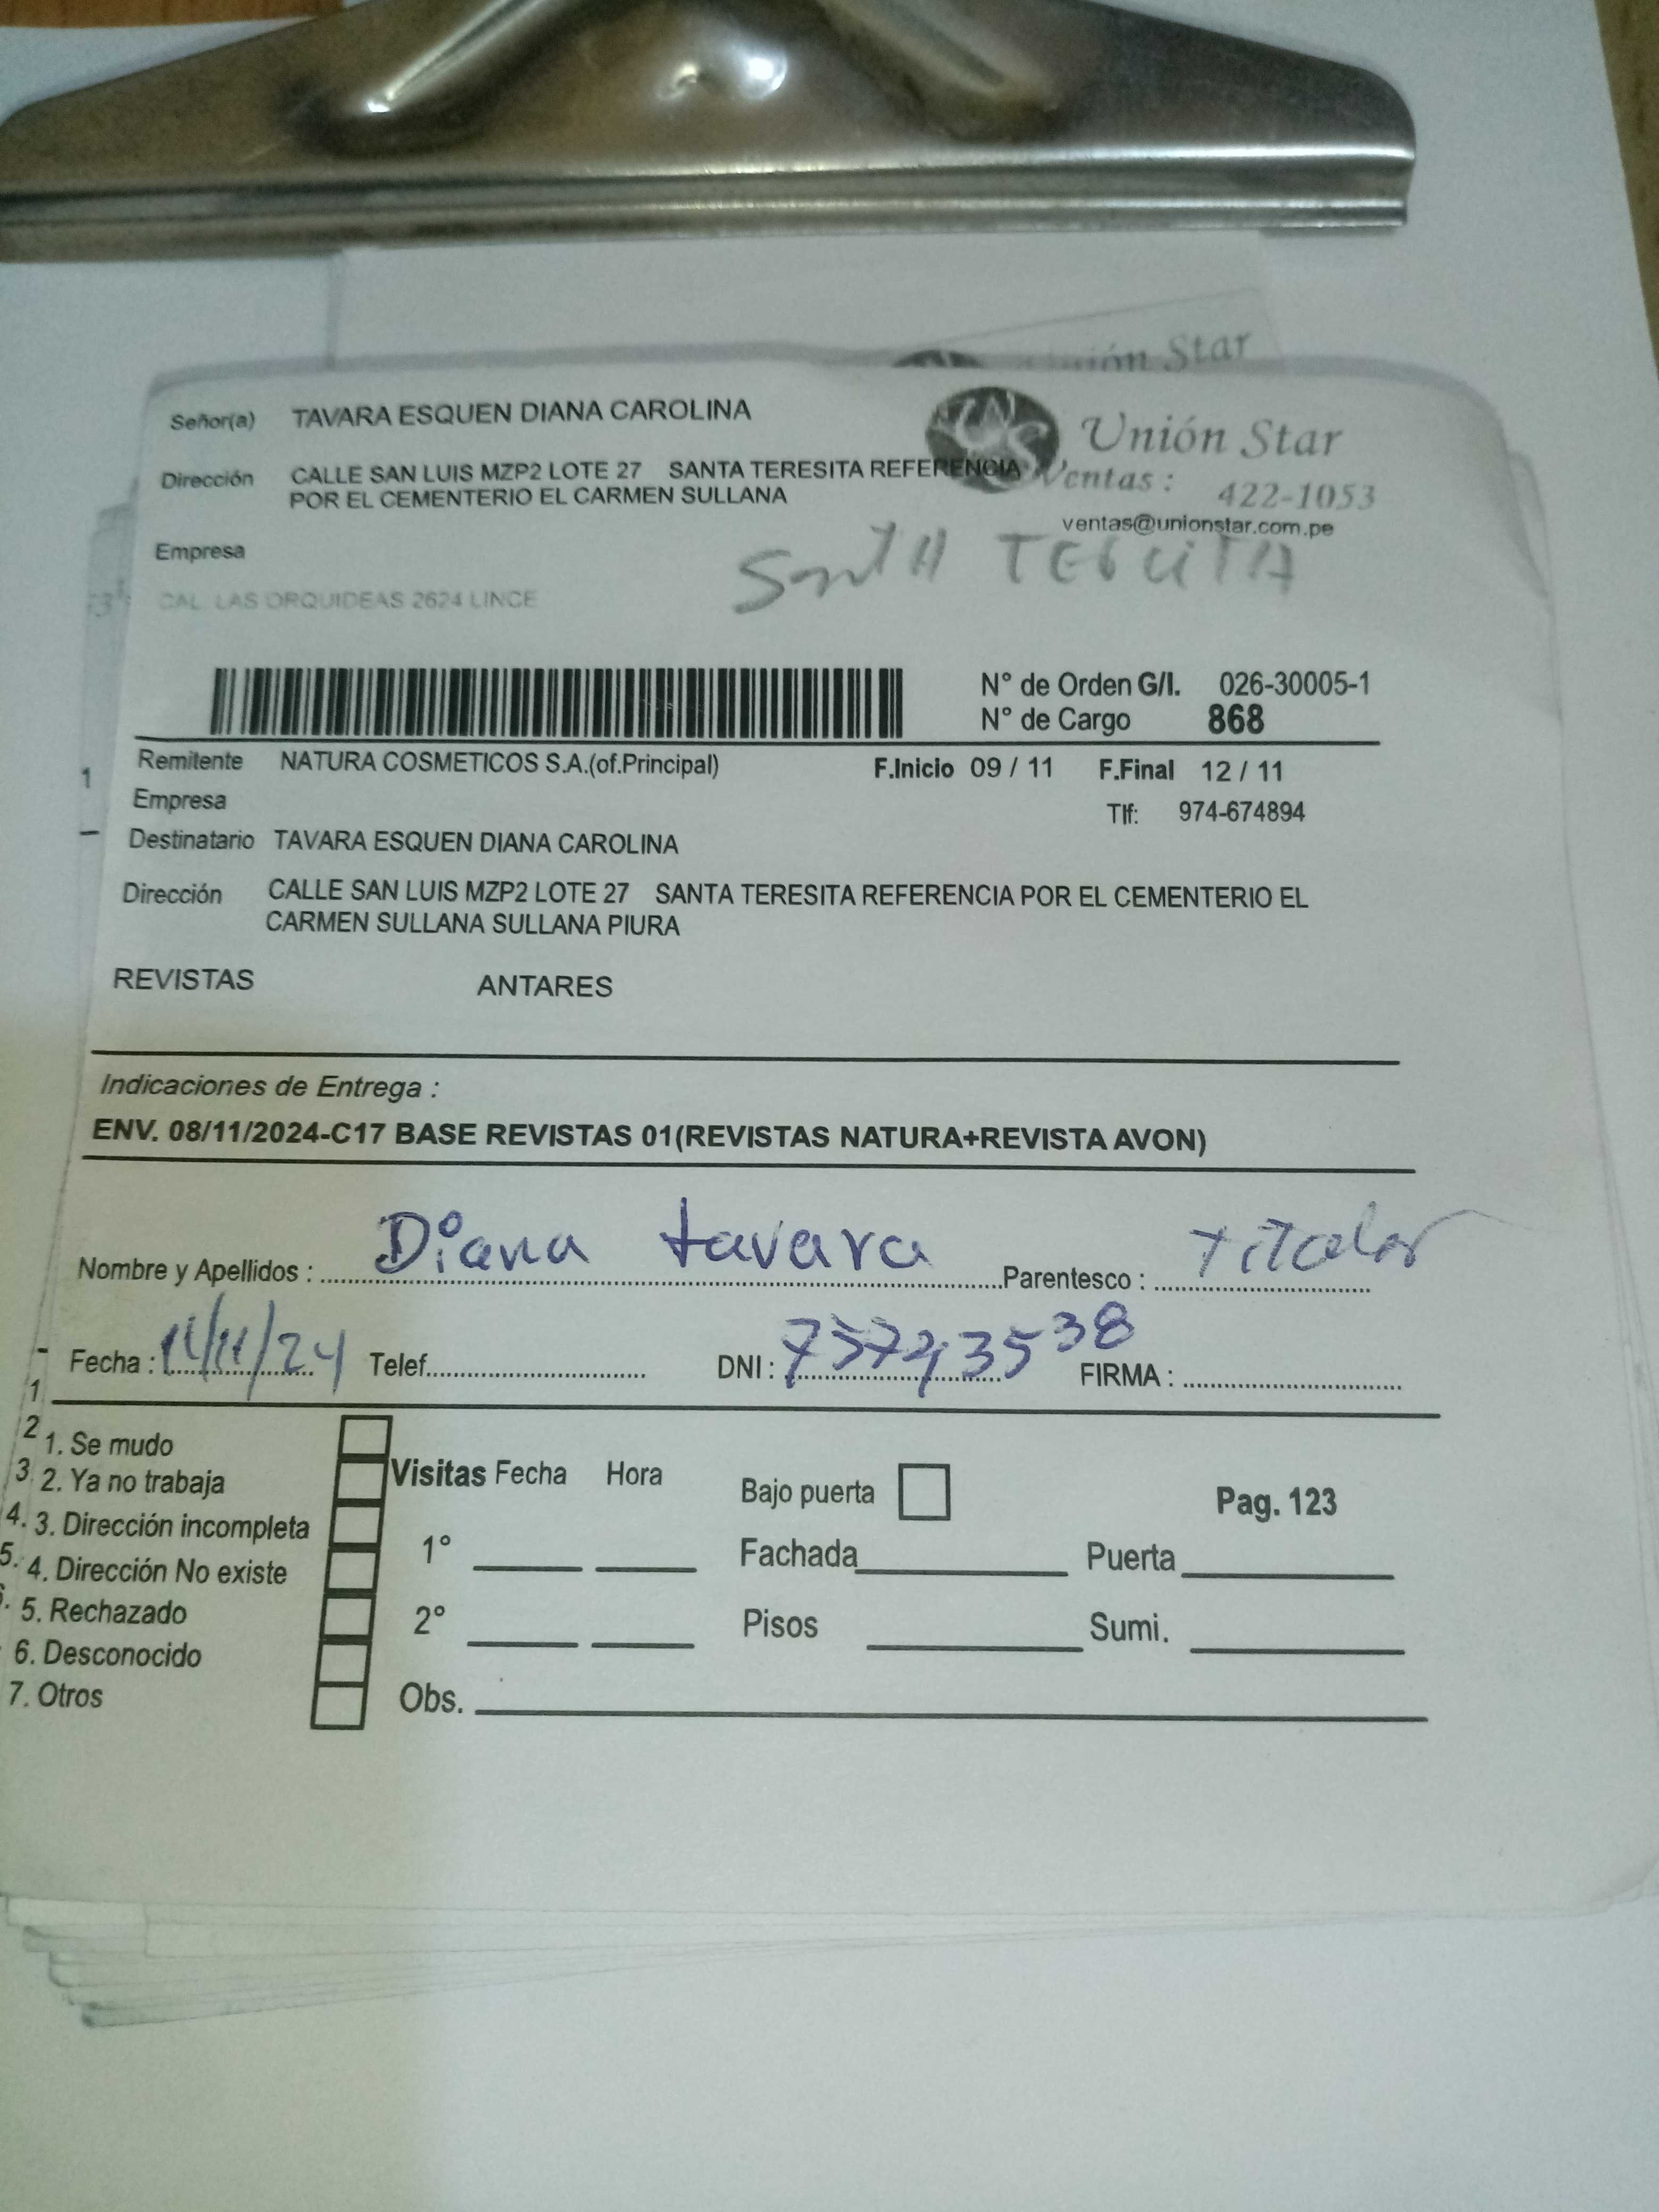 Unión Star
Señor(a) TAVARA ESQUEN DIANA CAROLINA
Unión Star
Dirección CALLE SAN LUIS MZP2 LOTE 27 SANTA TERESITA REFERENCIA
POR EL CEMENTERIO EL CARMEN SULLANA
Ventas : 422-1053
ventas@unionstar.com.pe
Empresa
CAL. LAS ORQUIDEAS 2624 LINCE
N° de Orden G/I. 026-30005-1
N° de Cargo 868
Remitente NATURA COSMETICOS S.A.(of.Principal) F.Inicio 09 / 11 F.Final 12 / 11
Empresa Tlf: 974-674894
Destinatario TAVARA ESQUEN DIANA CAROLINA
Dirección CALLE SAN LUIS MZP2 LOTE 27 SANTA TERESITA REFERENCIA POR EL CEMENTERIO EL
CARMEN SULLANA SULLANA PIURA
REVISTAS ANTARES
Indicaciones de Entrega :
ENV. 08/11/2024-C17 BASE REVISTAS 01(REVISTAS NATURA+REVISTA AVON)
Nombre y Apellidos : Diana tavara Parentesco : titular
Fecha : 11/11/24 Telef. DNI : FIRMA :
1. Se mudo
2. Ya no trabaja
3. Dirección incompleta
4. Dirección No existe
5. Rechazado
6. Desconocido
7. Otros
Visitas Fecha Hora
1°
2°
Obs.
Bajo puerta Pag. 123
Fachada Puerta
Pisos Sumi.